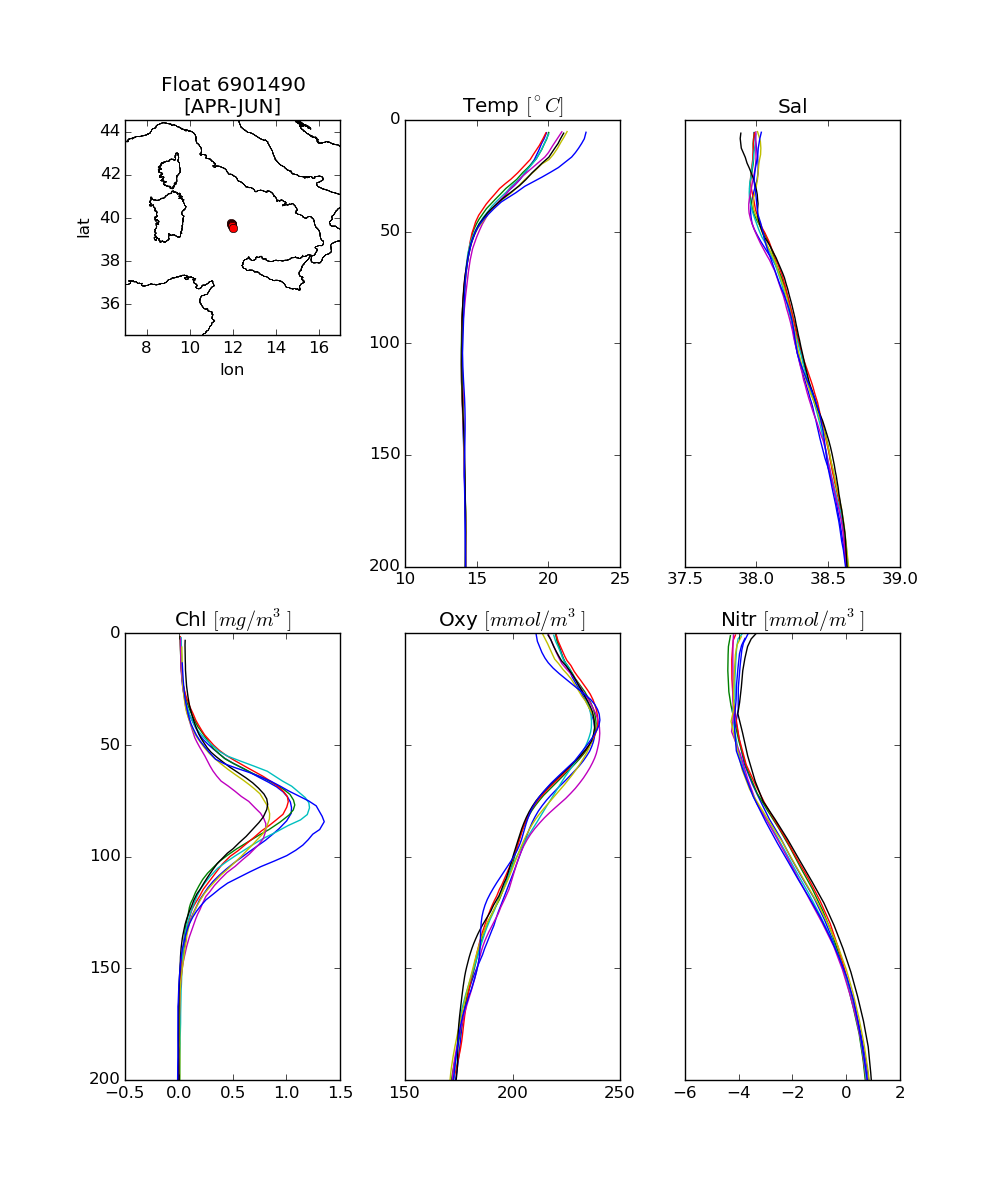 Float 6901490
[APR-JUN]
44
42
40
38
36
lat
8 10 12 14 16
lon
Temp [°C]
0
50
100
150
200
10 15 20 25
Sal
37.5 38.0 38.5 39.0
Chl [mg/m³ ]
0
50
100
150
200
−0.5 0.0 0.5 1.0 1.5
Oxy [mmol/m³ ]
150 200 250
Nitr [mmol/m³ ]
−6 −4 −2 0 2